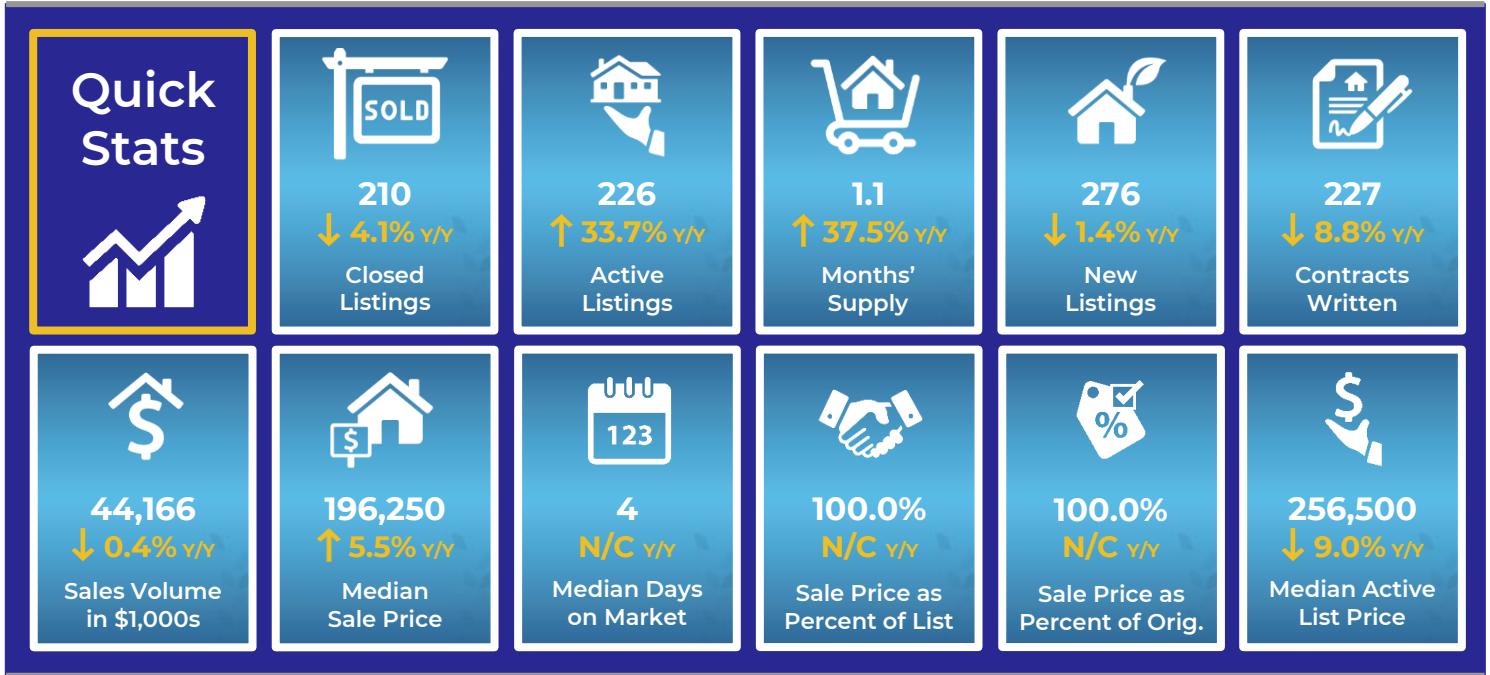 Quick
Stats
SOLD
210
↓ 4.1% Y/Y
Closed
Listings
226
↑ 33.7% Y/Y
Active
Listings
1.1
↑ 37.5% Y/Y
Months’
Supply
276
↓ 1.4% Y/Y
New
Listings
227
↓ 8.8% Y/Y
Contracts
Written
$
44,166
↓ 0.4% Y/Y
Sales Volume
in $1,000s
$
196,250
↑ 5.5% Y/Y
Median
Sale Price
123
4
N/C Y/Y
Median Days
on Market
100.0%
N/C Y/Y
Sale Price as
Percent of List
%
100.0%
N/C Y/Y
Sale Price as
Percent of Orig.
$
256,500
↓ 9.0% Y/Y
Median Active
List Price